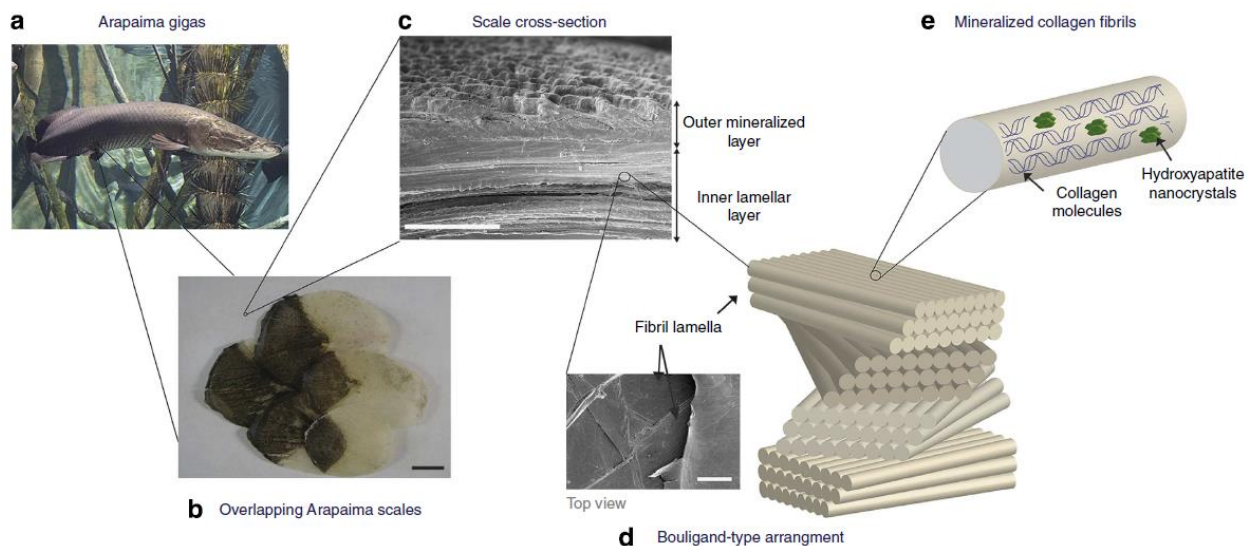 a
Arapaima gigas
c
Scale cross-section
e
Mineralized collagen fibrils
Outer mineralized
layer
Inner lamellar
layer
Hydroxyapatite
nanocrystals
Collagen
molecules
Fibril lamella
Top view
b
Overlapping Arapaima scales
d
Bouligand-type arrangment